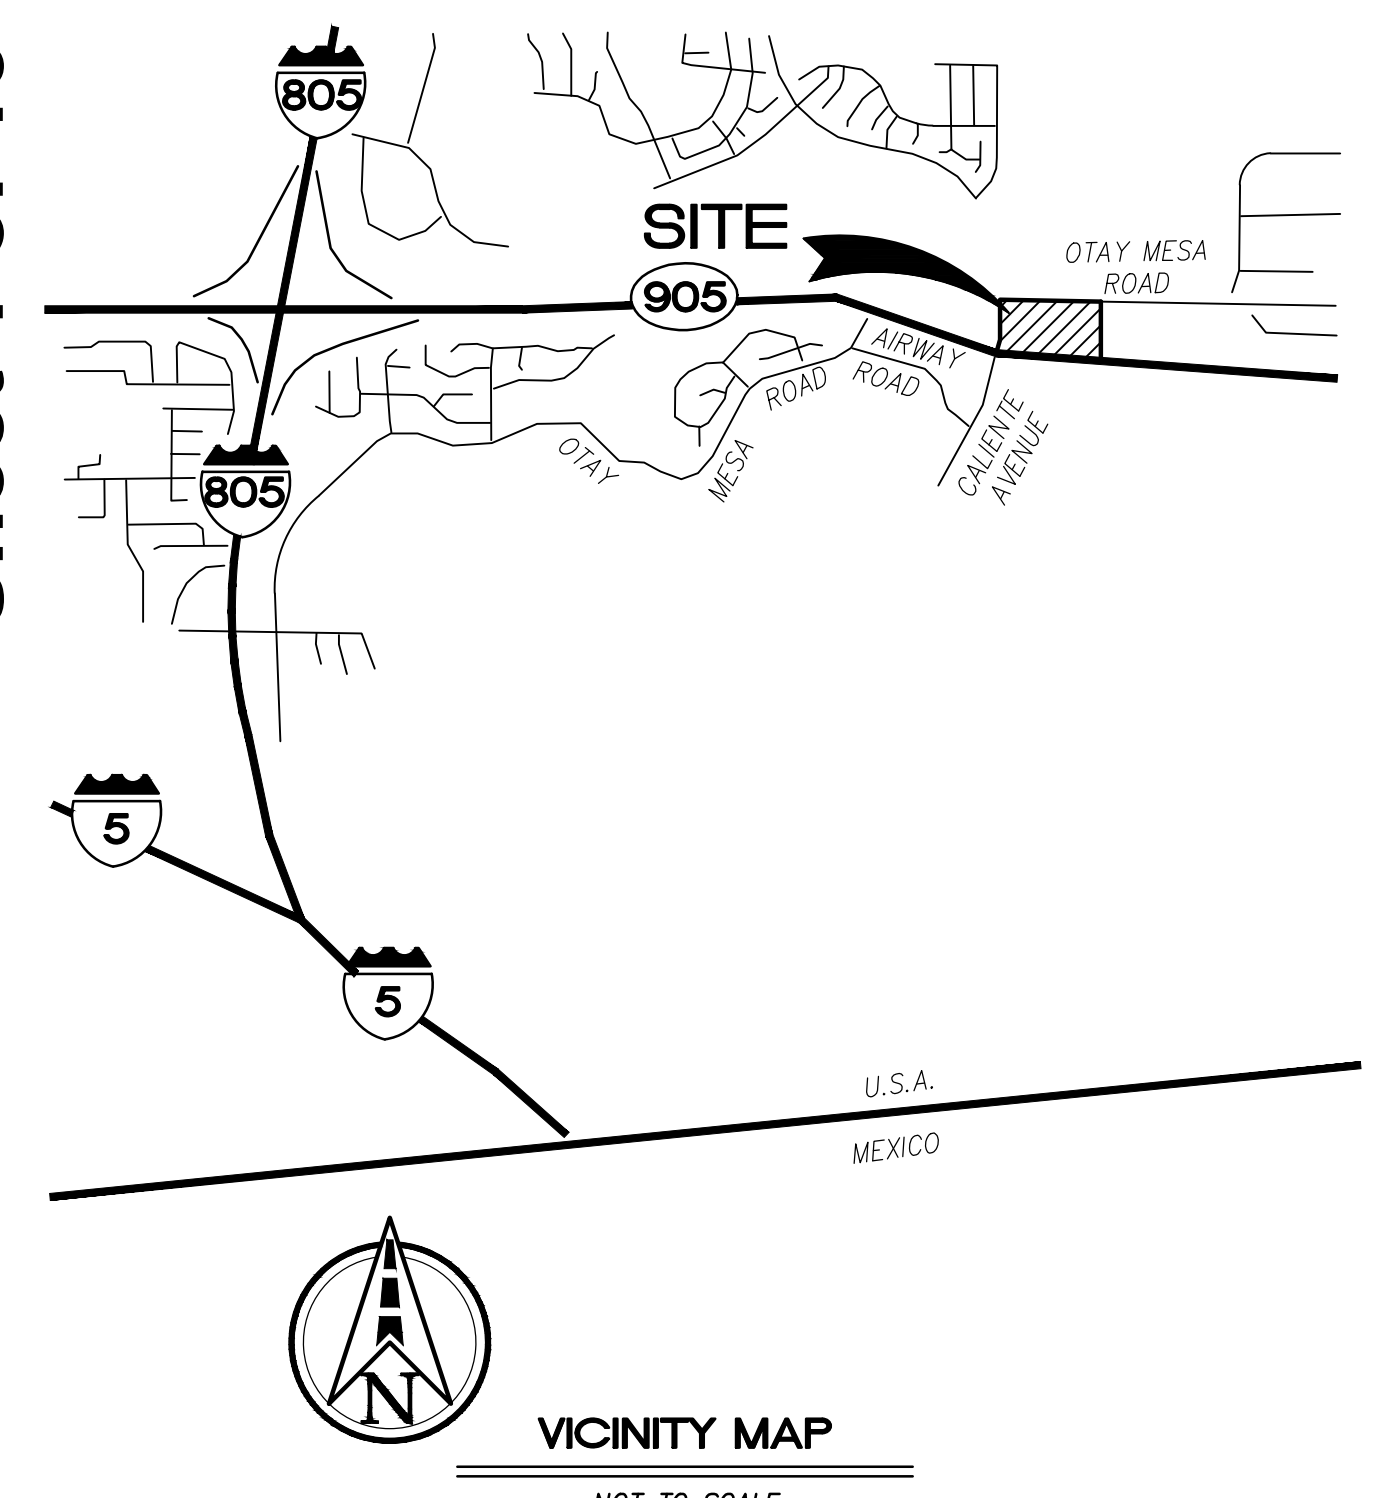 805
SITE
905
OTAY MESA
ROAD
AIRWAY
ROAD
OTAY
MESA
ROAD
CALIENTE
AVENUE
805
5
5
U.S.A.
MEXICO
N
VICINITY MAP
NOT TO SCALE